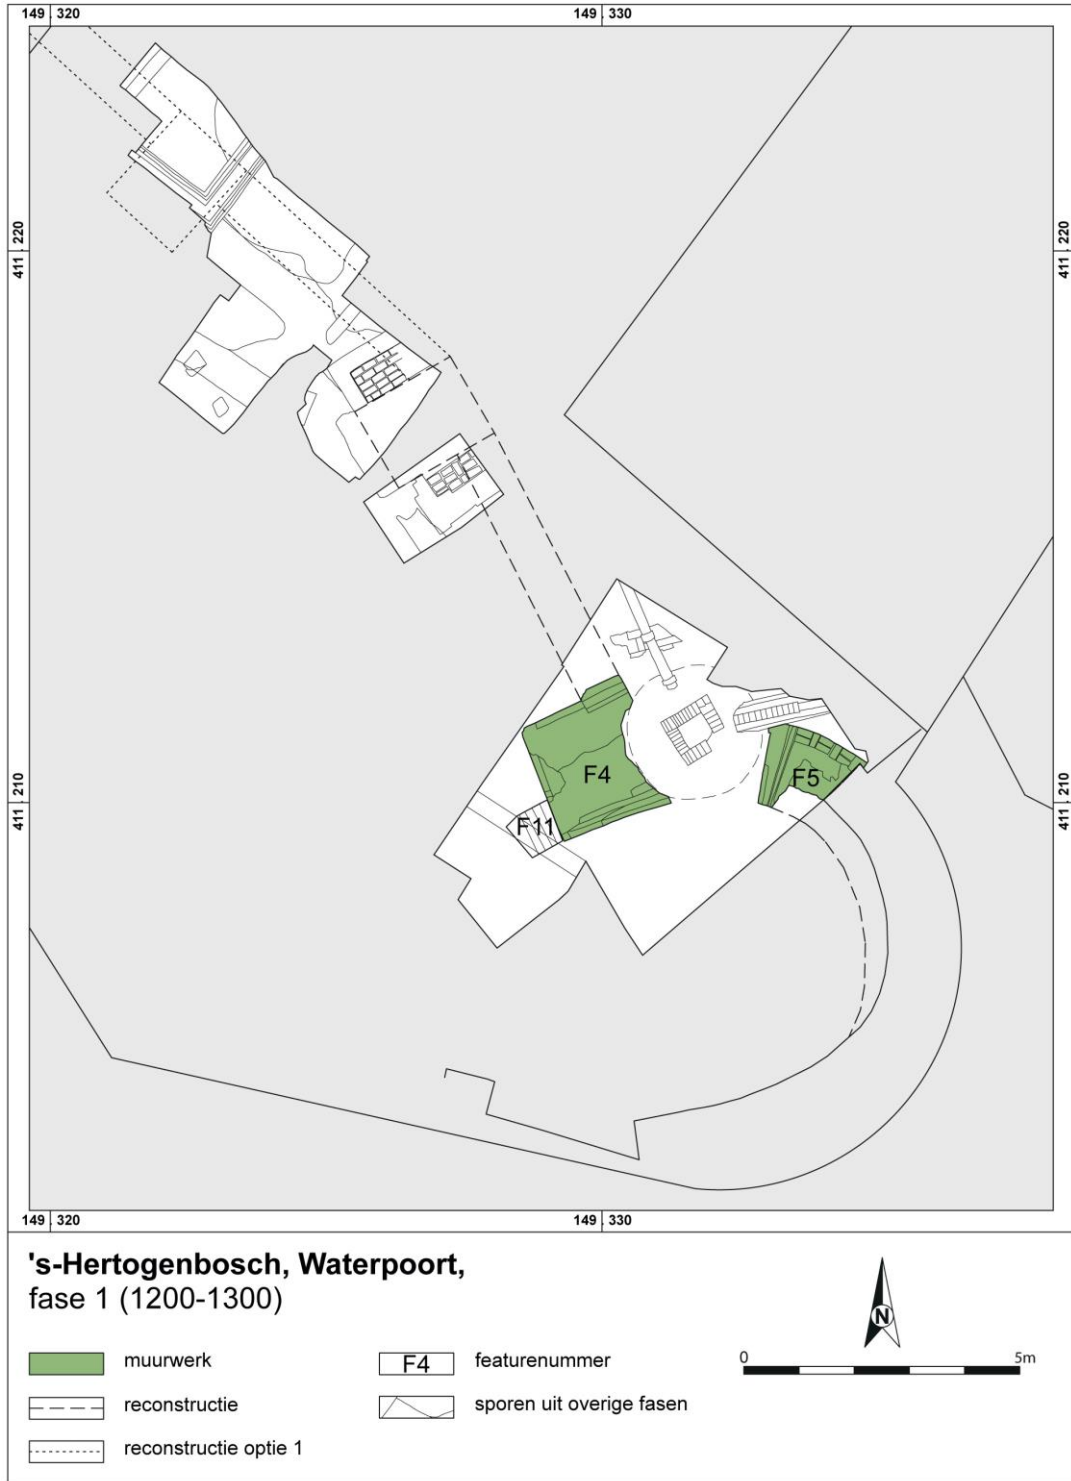 149.320
149.330
411.220
411.220
F4
F5
F11
411.210
411.210
149.320
149.330
's-Hertogenbosch, Waterpoort,
fase 1 (1200-1300)
N
muurwerk
F4
featurenummer
0
5m
reconstructie
sporen uit overige fasen
reconstructie optie 1